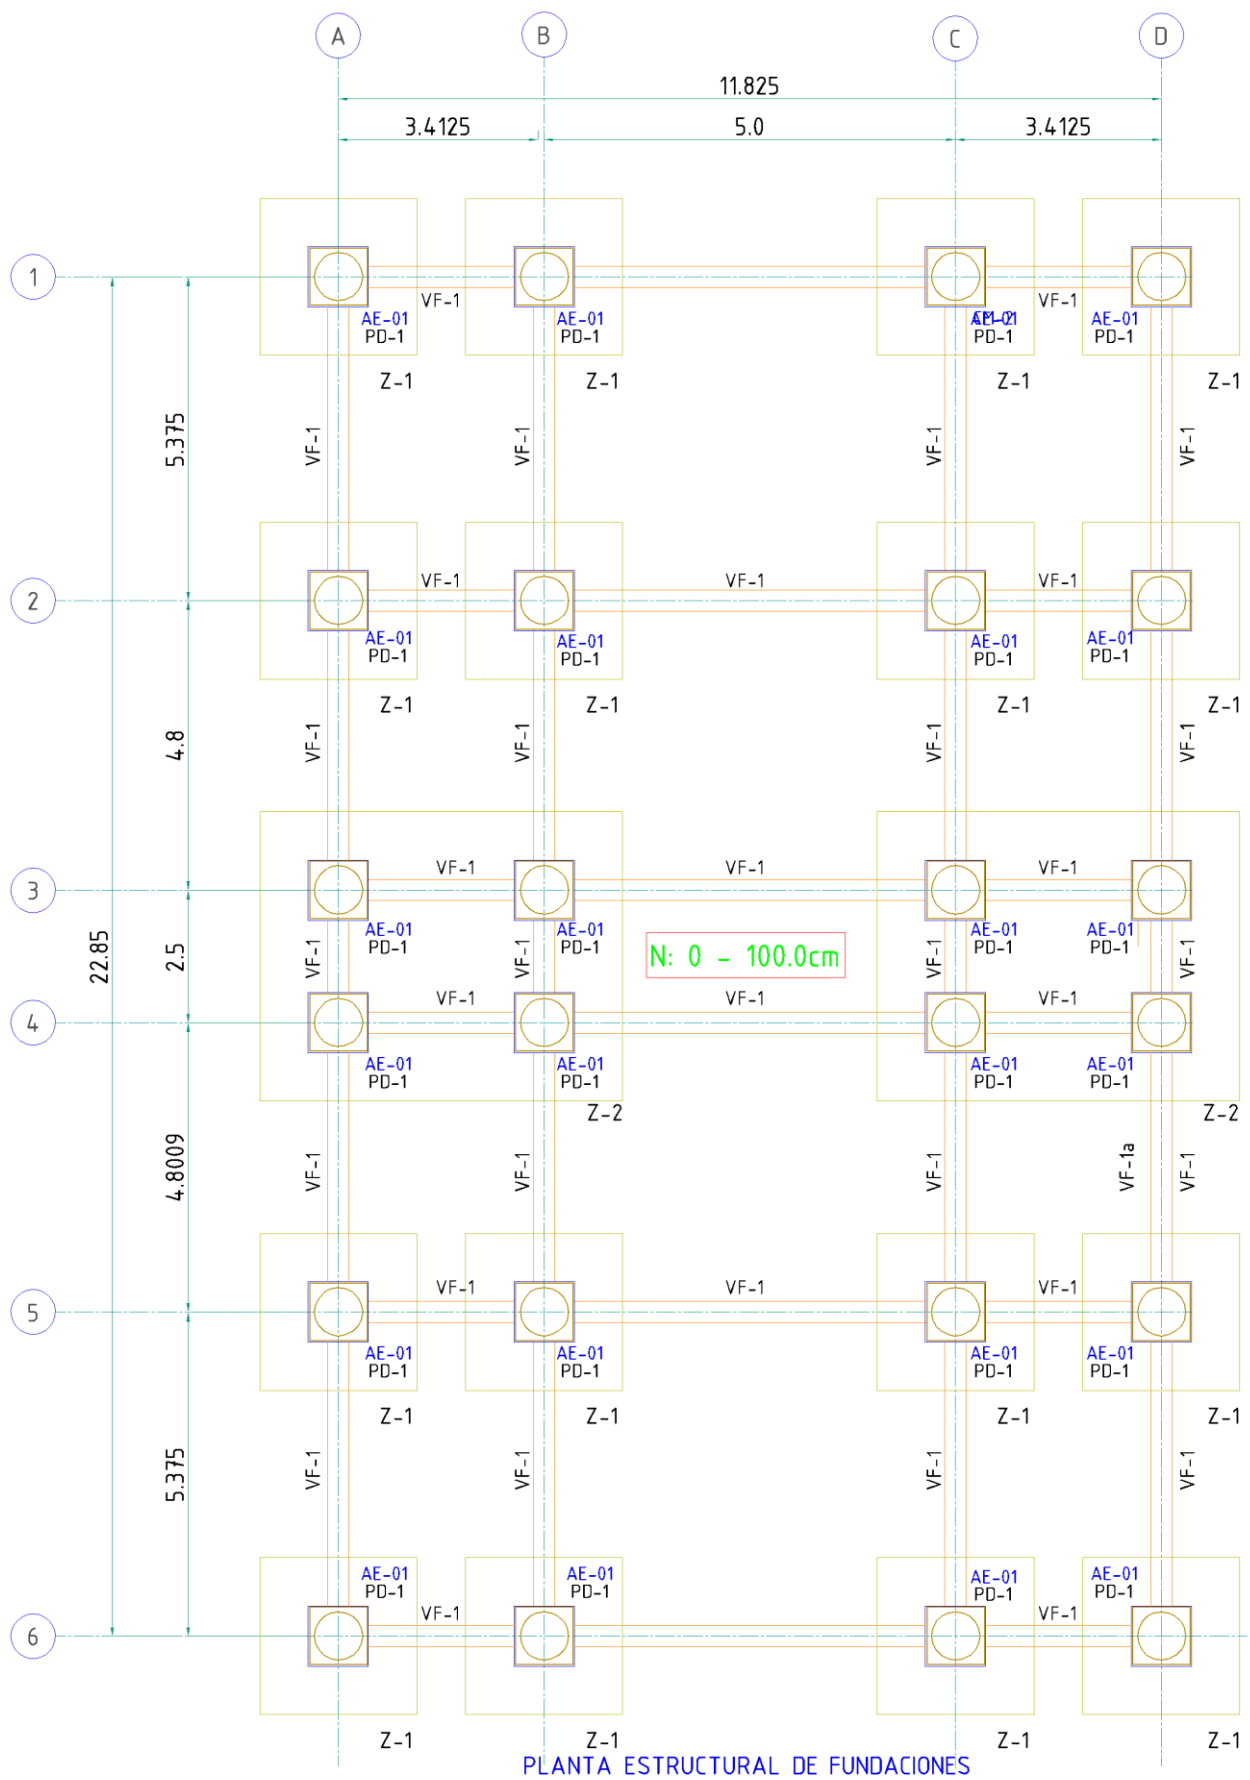 A B C D
11.825
3.4125 5.0 3.4125
1
VF-1 VF-1
AE-01 AE-01 AE-01 AE-01
PD-1 PD-1 PD-1 PD-1
Z-1 Z-1 Z-1 Z-1
5.375 VF-1 VF-1 VF-1 VF-1
VF-1 VF-1 VF-1
2
AE-01 AE-01 AE-01 AE-01
PD-1 PD-1 PD-1 PD-1
Z-1 Z-1 Z-1 Z-1
4.8 VF-1 VF-1 VF-1 VF-1
VF-1 VF-1 VF-1
3
AE-01 AE-01 AE-01 AE-01
PD-1 PD-1 PD-1 PD-1
22.85 2.5 VF-1 VF-1 N: 0 - 100.0cm VF-1 VF-1
VF-1 VF-1 VF-1
4
AE-01 AE-01 AE-01 AE-01
PD-1 PD-1 PD-1 PD-1
Z-2 Z-2
4.8009 VF-1 VF-1 VF-1 VF-1a VF-1
VF-1 VF-1 VF-1
5
AE-01 AE-01 AE-01 AE-01
PD-1 PD-1 PD-1 PD-1
Z-1 Z-1 Z-1 Z-1
5.375 VF-1 VF-1 VF-1 VF-1
AE-01 AE-01 AE-01 AE-01
PD-1 PD-1 PD-1 PD-1
VF-1 VF-1
6
Z-1 Z-1 Z-1 Z-1
PLANTA ESTRUCTURAL DE FUNDACIONES